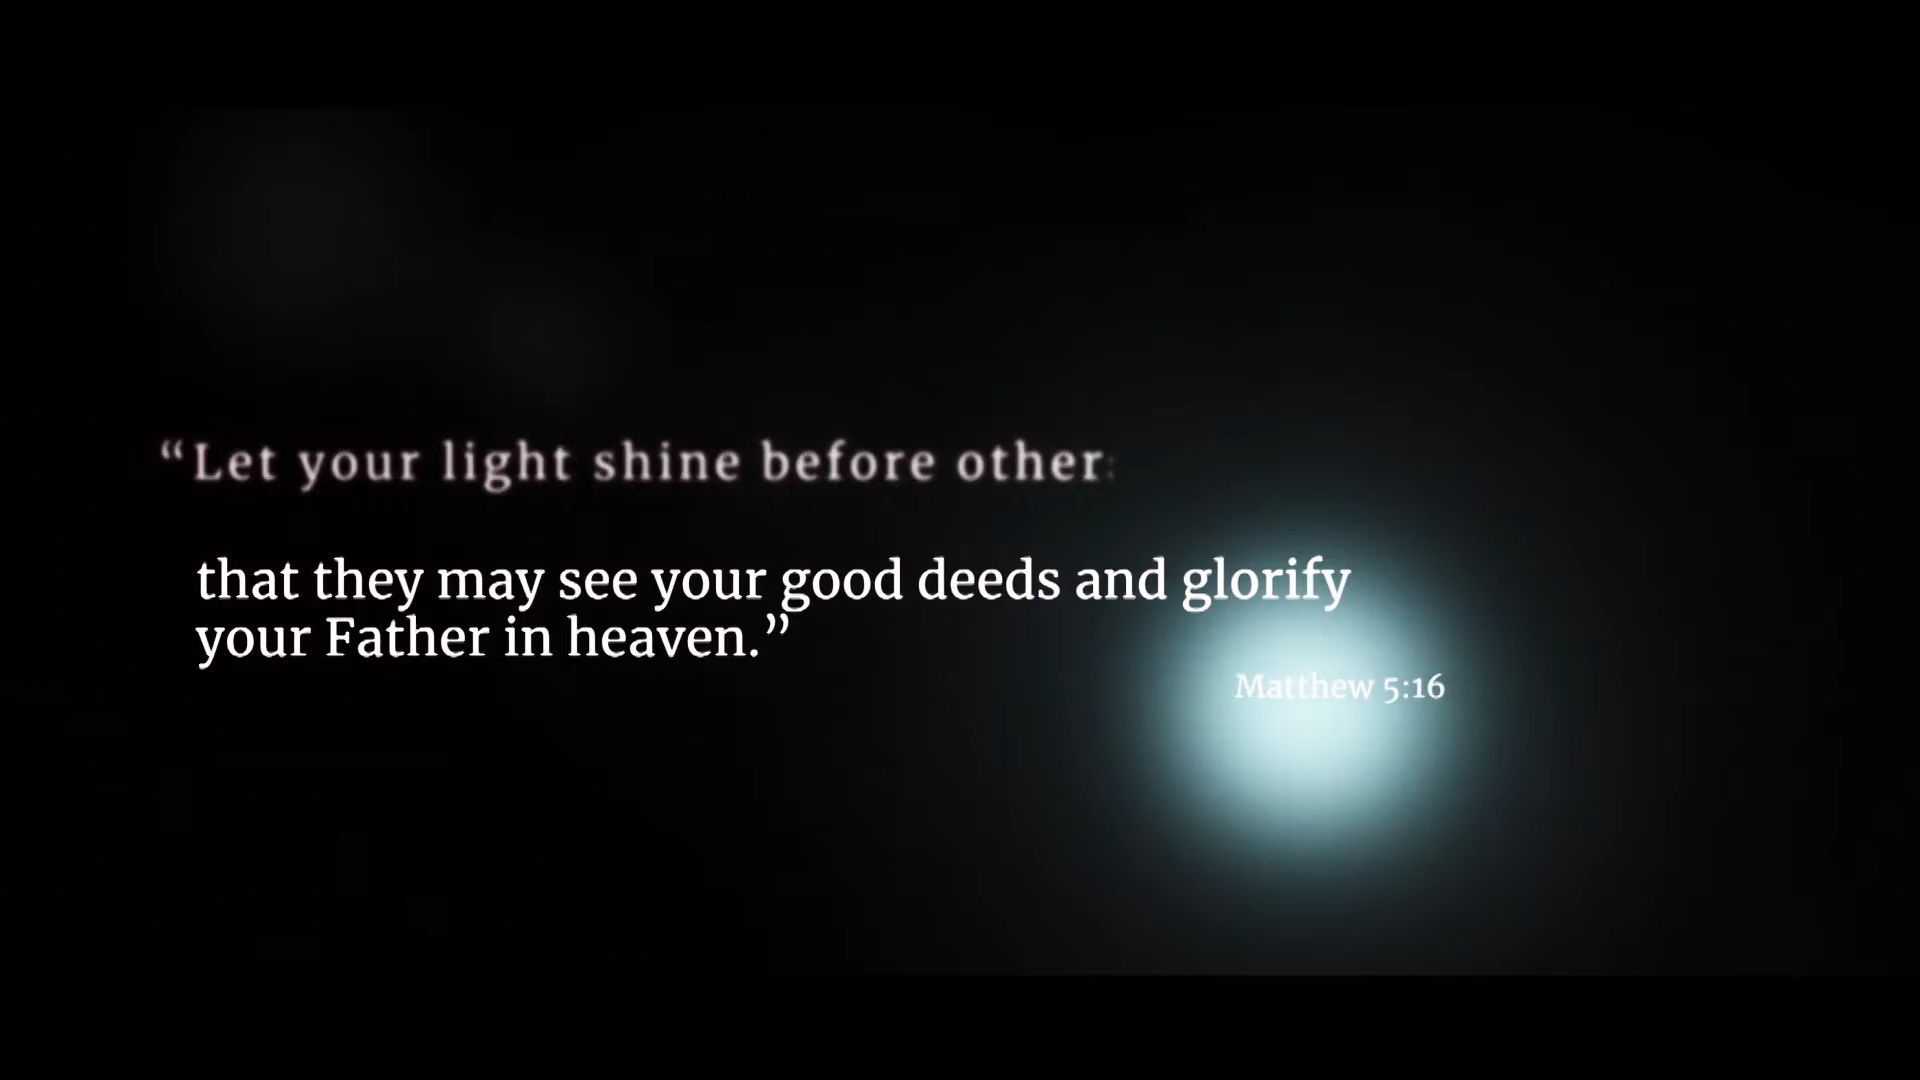 “Let your light shine before other
that they may see your good deeds and glorify
your Father in heaven.”
Matthew 5:16